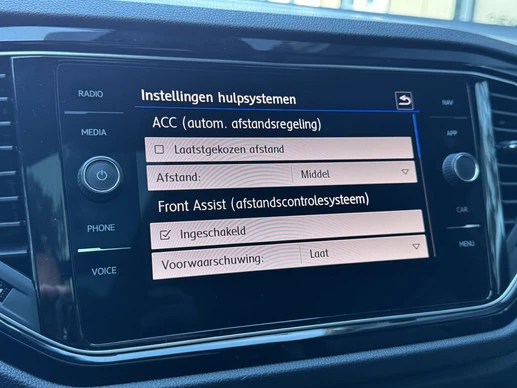 RADIO
MEDIA
PHONE
VOICE
Instellingen hulpsystemen
ACC (autom. afstandsregeling)
Laatstgekozen afstand
Afstand: Middel
Front Assist (afstandscontrolesysteem)
Ingeschakeld
Voorwaarschuwing: Laat
NAV
APP
CAR
MENU